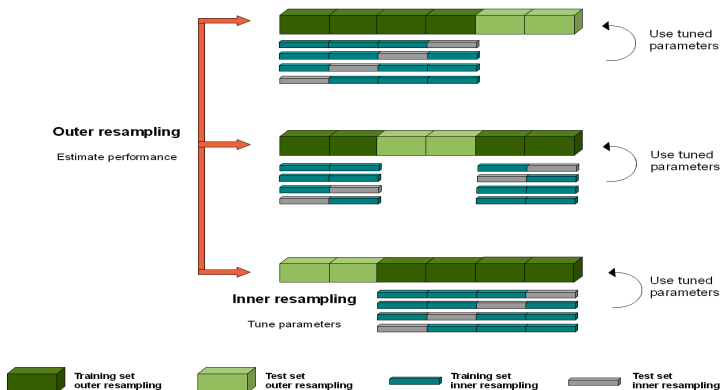 Use tuned
parameters
Outer resampling
Estimate performance
Use tuned
parameters
Inner resampling
Tune parameters
Use tuned
parameters
Training set
outer resampling
Test set
outer resampling
Training set
inner resampling
Test set
inner resampling